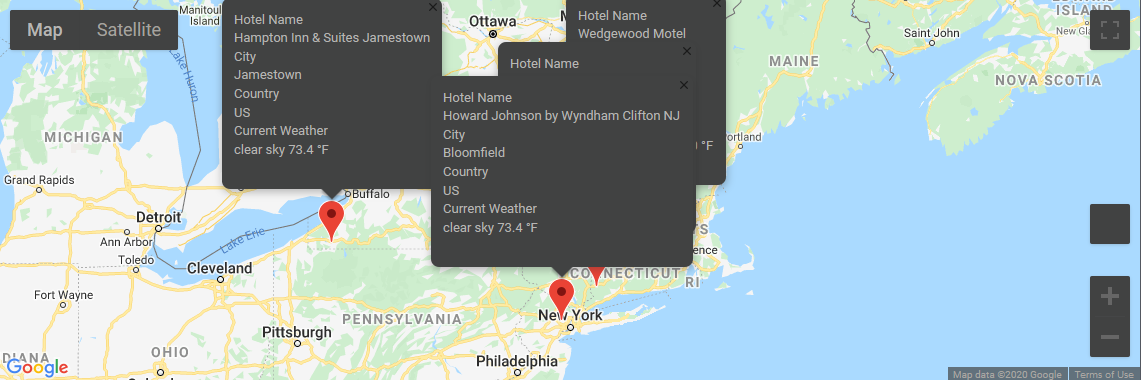 Map
Satellite
Hotel Name
Hampton Inn & Suites Jamestown
City
Jamestown
Country
US
Current Weather
clear sky 73.4 °F
Hotel Name
Wedgewood Motel
Hotel Name
Hotel Name
Howard Johnson by Wyndham Clifton NJ
City
Bloomfield
Country
US
Current Weather
clear sky 73.4 °F
°F
Manitoulin
Island
Ottawa
ISLAND
Saint John
MAINE
NOVA SCOTIA
Portland
Lake Huron
MICHIGAN
Grand Rapids
Detroit
Ann Arbor
Toledo
Lake Erie
Buffalo
Cleveland
Fort Wayne
PENNSYLVANIA
Pittsburgh
OHIO
CONNECTICUT
RI
New York
Philadelphia
Google
Map data ©2020 Google
Terms of Use